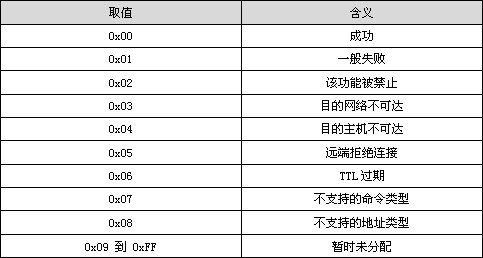 取值 含义
0x00 成功
0x01 一般失败
0x02 该功能被禁止
0x03 目的网络不可达
0x04 目的主机不可达
0x05 远端拒绝连接
0x06 TTL过期
0x07 不支持的命令类型
0x08 不支持的地址类型
0x09 到 0xFF 暂时未分配